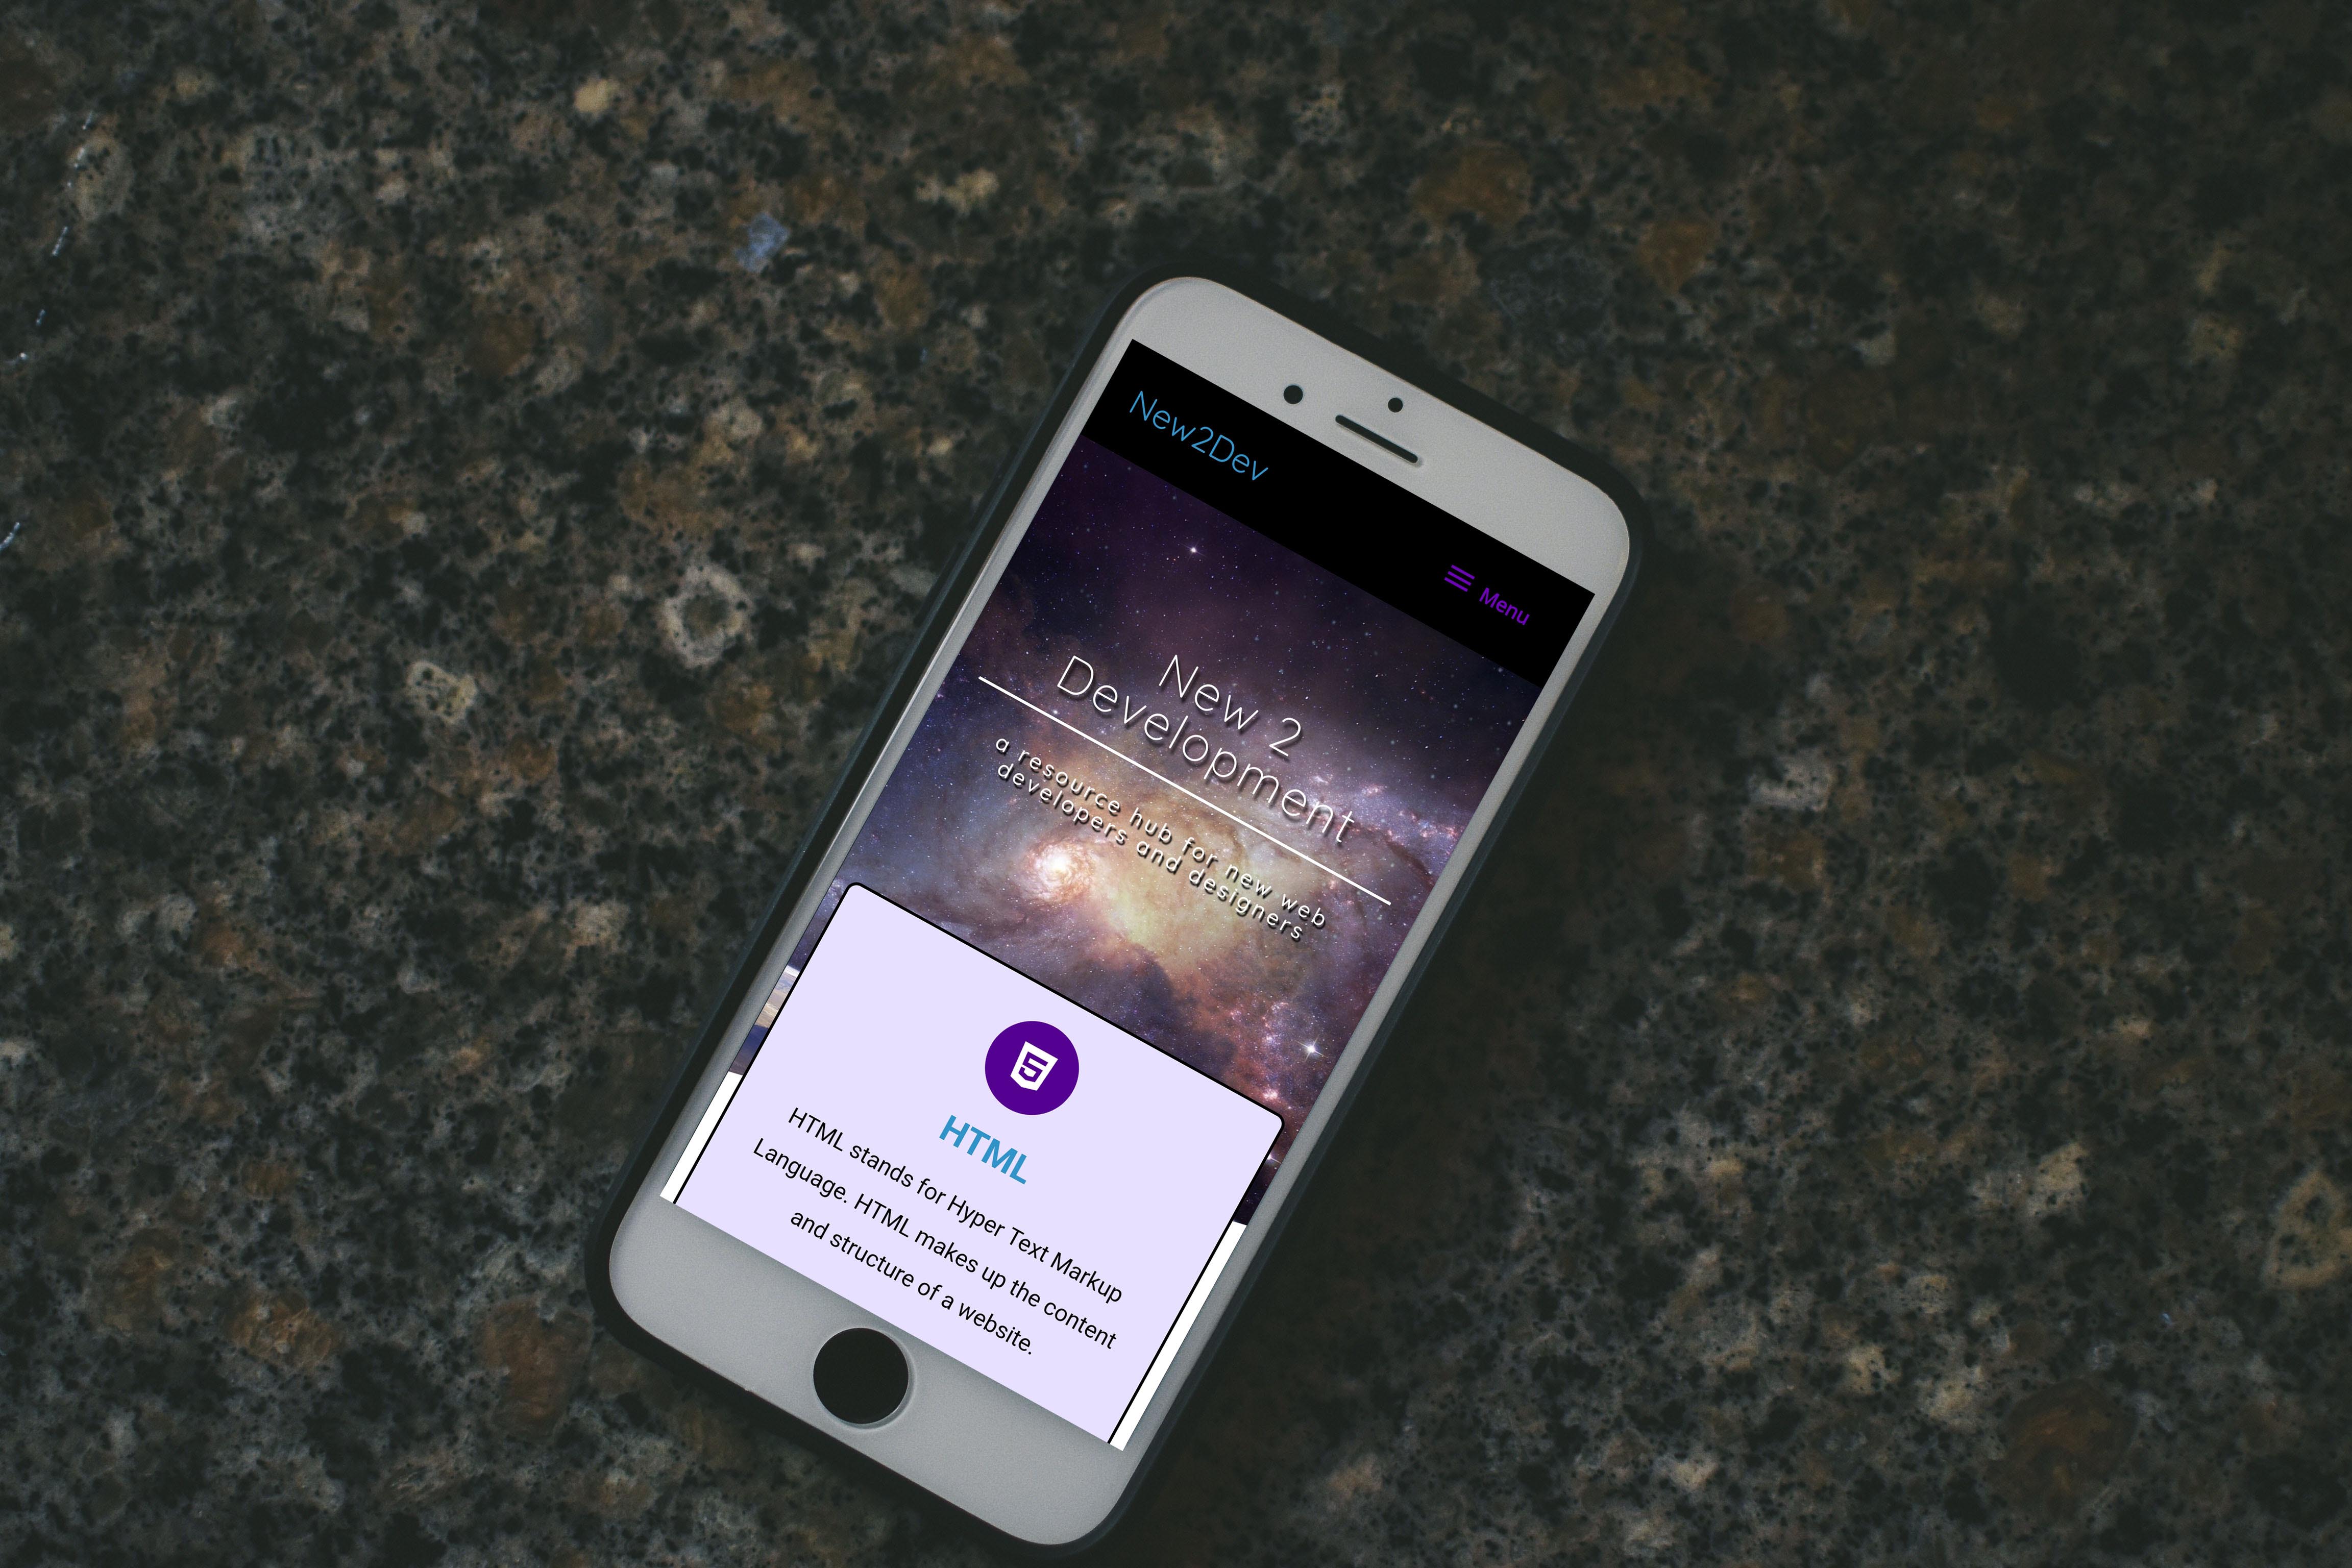 New2Dev
Menu
New 2
Development
a resource hub for new web
developers and designers
HTML
HTML stands for Hyper Text Markup
Language. HTML makes up the content
and structure of a website.